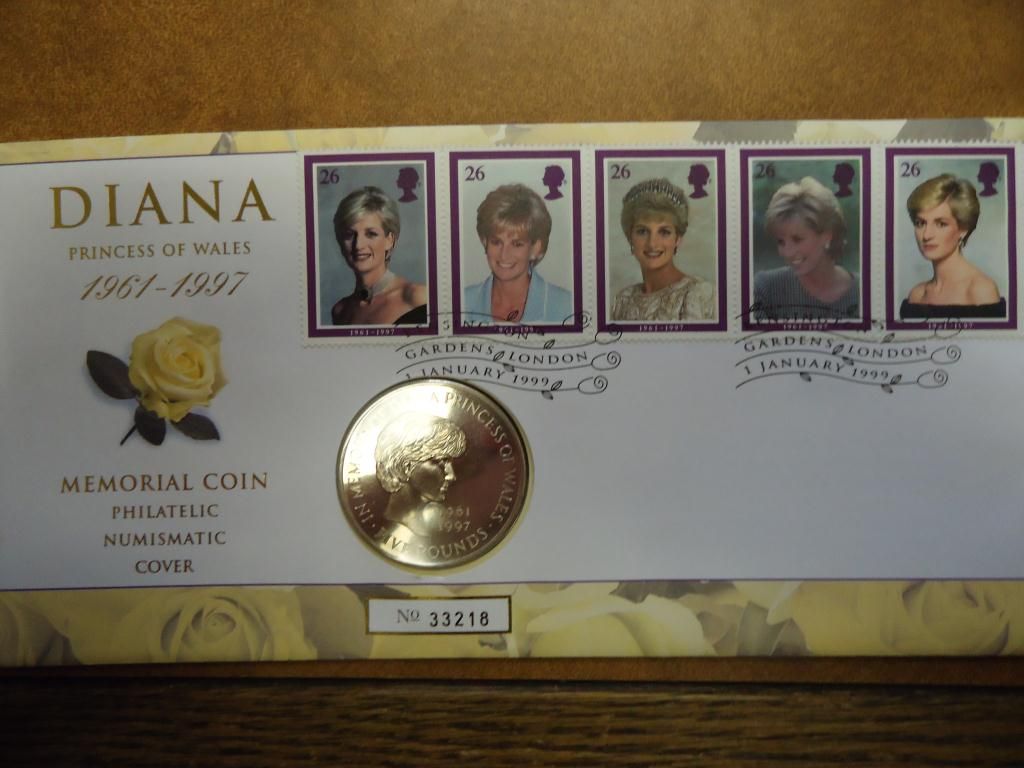 DIANA
PRINCESS OF WALES
1961-1997
MEMORIAL COIN
PHILATELIC
NUMISMATIC
COVER
26
1961-1997
26
1961-1997
26
1961-1997
26
1961-1997
26
1961-1997
GARDENS, LONDON
1 JANUARY 1999
GARDENS, LONDON
1 JANUARY 1999
PRINCESS OF WALES
1961
1997
FIVE POUNDS
No 33218